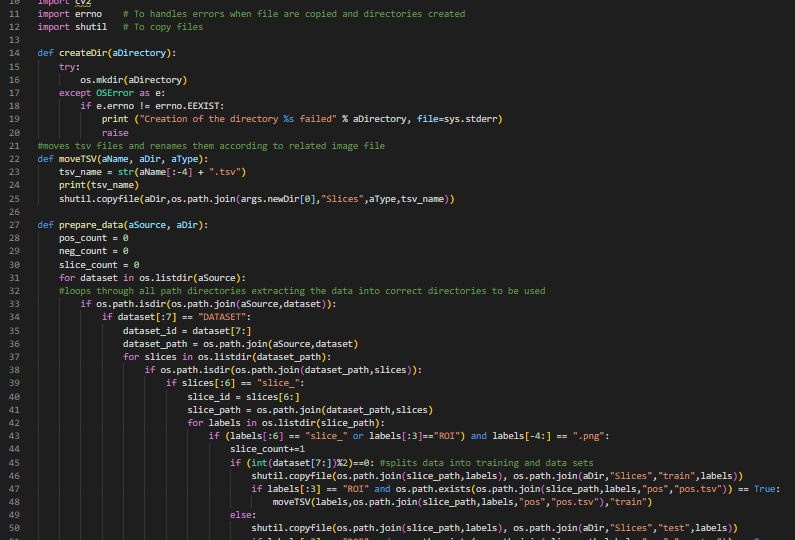 10 import cv2
11 import errno   # To handles errors when file are copied and directories created
12 import shutil   # To copy files
13
14 def createDir(aDirectory):
15     try:
16         os.mkdir(aDirectory)
17     except OSError as e:
18         if e.errno != errno.EEXIST:
19             print ("Creation of the directory %s failed" % aDirectory, file=sys.stderr)
20             raise
21 #moves tsv files and renames them according to related image file
22 def moveTSV(aName, aDir, aType):
23     tsv_name = str(aName[:-4] + ".tsv")
24     print(tsv_name)
25     shutil.copyfile(aDir,os.path.join(args.newDir[0],"Slices",aType,tsv_name))
26
27 def prepare_data(aSource, aDir):
28     pos_count = 0
29     neg_count = 0
30     slice_count = 0
31     for dataset in os.listdir(aSource):
32     #loops through all path directories extracting the data into correct directories to be used
33         if os.path.isdir(os.path.join(aSource,dataset)):
34             if dataset[:7] == "DATASET":
35                 dataset_id = dataset[7:]
36                 dataset_path = os.path.join(aSource,dataset)
37                 for slices in os.listdir(dataset_path):
38                     if os.path.isdir(os.path.join(dataset_path,slices)):
39                         if slices[:6] == "slice_":
40                             slice_id = slices[6:]
41                             slice_path = os.path.join(dataset_path,slices)
42                             for labels in os.listdir(slice_path):
43                                 if (labels[:6] == "slice_" or labels[:3]=="ROI") and labels[-4:] == ".png":
44                                     slice_count+=1
45                                     if (int(dataset[7:])%2)==0: #splits data into training and data sets
46                                         shutil.copyfile(os.path.join(slice_path,labels), os.path.join(aDir,"Slices","train",labels))
47                                         if labels[:3] == "ROI" and os.path.exists(os.path.join(slice_path,labels,"pos","pos.tsv")) == True:
48                                             moveTSV(labels,os.path.join(slice_path,labels,"pos","pos.tsv"),"train")
49                                     else:
50                                         shutil.copyfile(os.path.join(slice_path,labels), os.path.join(aDir,"Slices","test",labels))